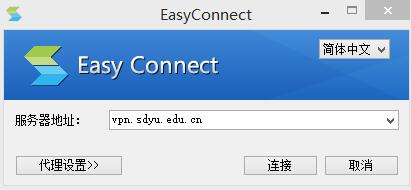 EasyConnect
Easy Connect
简体中文
服务器地址：
vpn.sdyu.edu.cn
代理设置>>
连接
取消